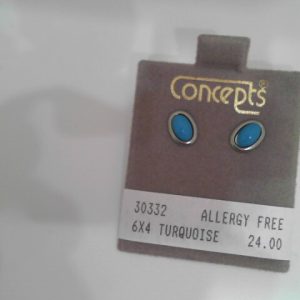 Concepts®
30332 ALLERGY FREE
6X4 TURQUOISE 24.00